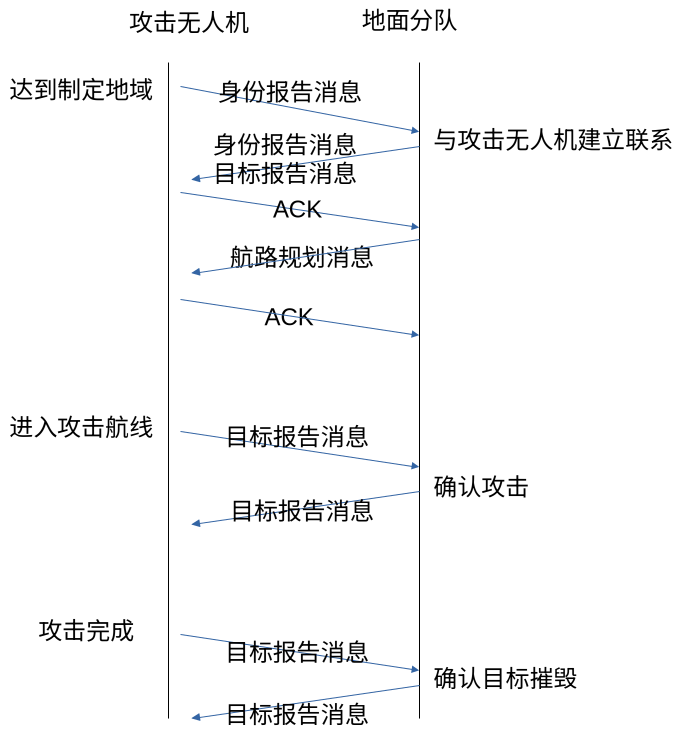 攻击无人机
地面分队
达到制定地域
身份报告消息
与攻击无人机建立联系
身份报告消息
目标报告消息
ACK
航路规划消息
ACK
进入攻击航线
目标报告消息
确认攻击
目标报告消息
攻击完成
目标报告消息
确认目标摧毁
目标报告消息